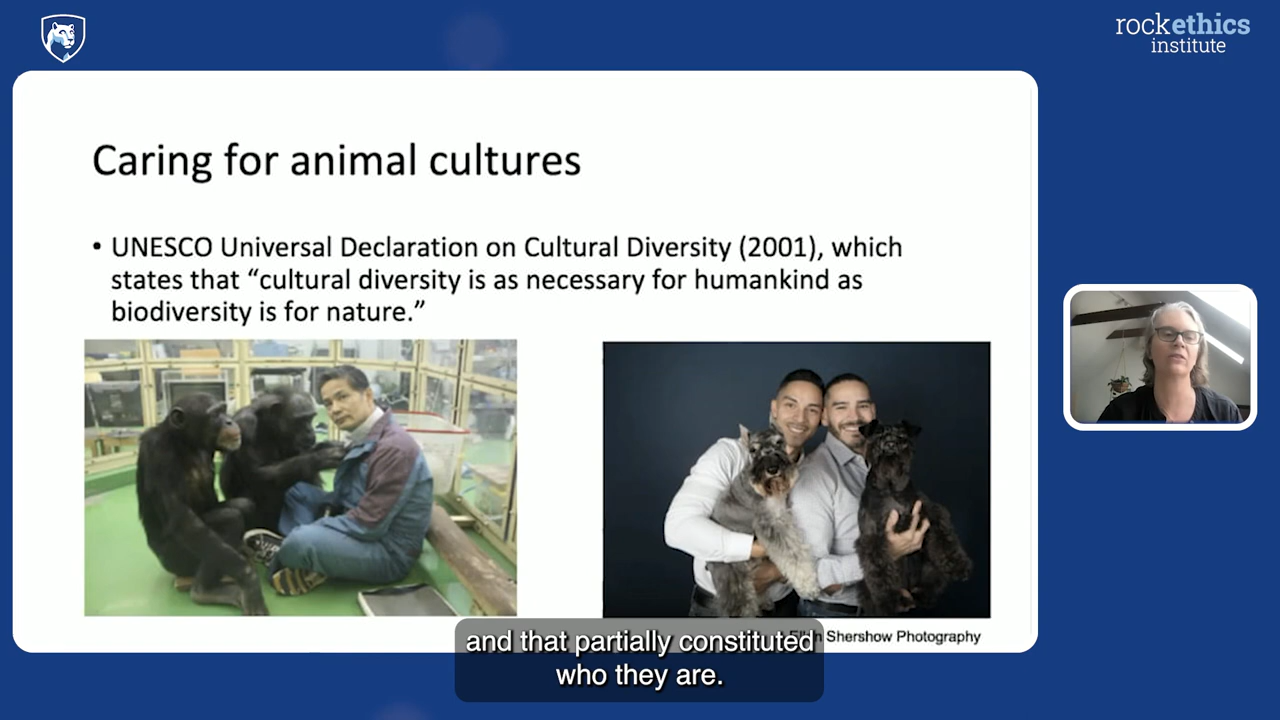 rockethics
institute
Caring for animal cultures
• UNESCO Universal Declaration on Cultural Diversity (2001), which
states that “cultural diversity is as necessary for humankind as
biodiversity is for nature.”
Shershow Photography
and that partially constituted
who they are.